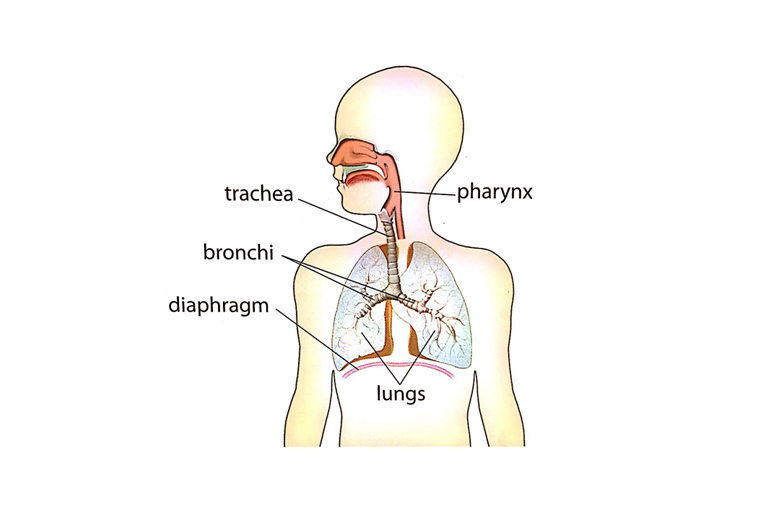 trachea
pharynx
bronchi
diaphragm
lungs